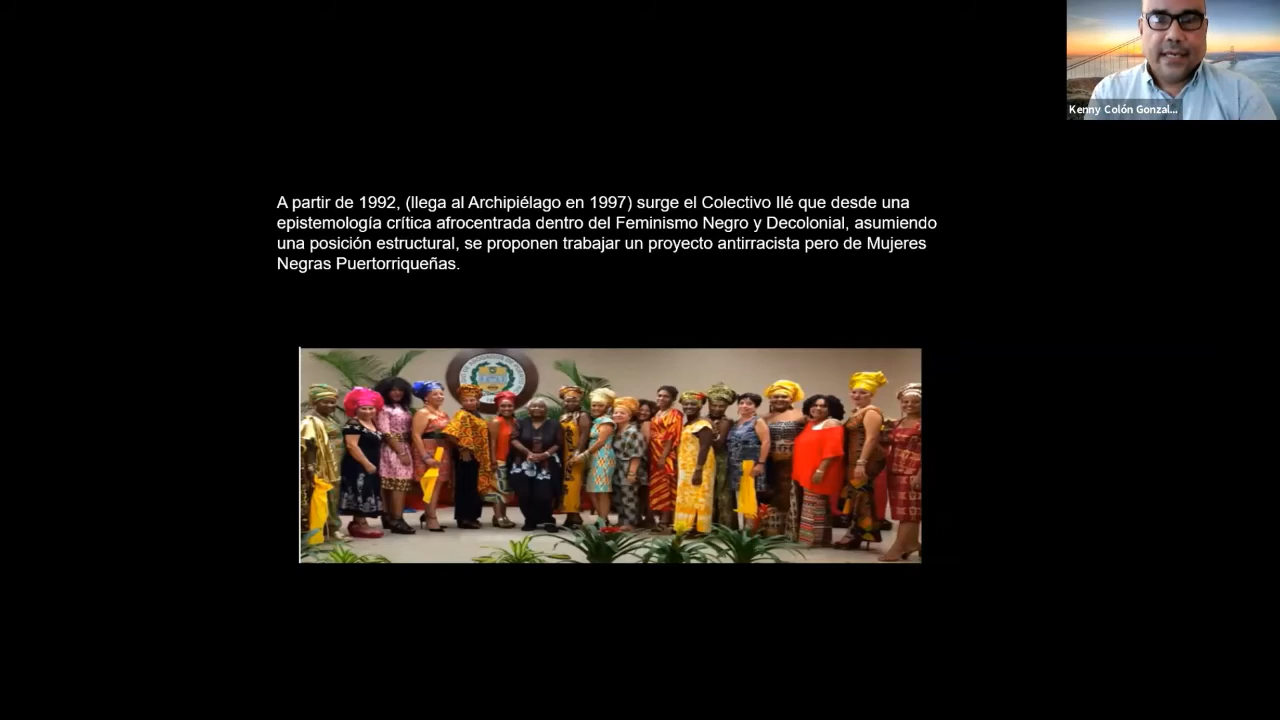 Kenny Colón Gonzal...
A partir de 1992, (llega al Archipiélago en 1997) surge el Colectivo Ilé que desde una
epistemología crítica afrocentrada dentro del Feminismo Negro y Decolonial, asumiendo
una posición estructural, se proponen trabajar un proyecto antirracista pero de Mujeres
Negras Puertorriqueñas.